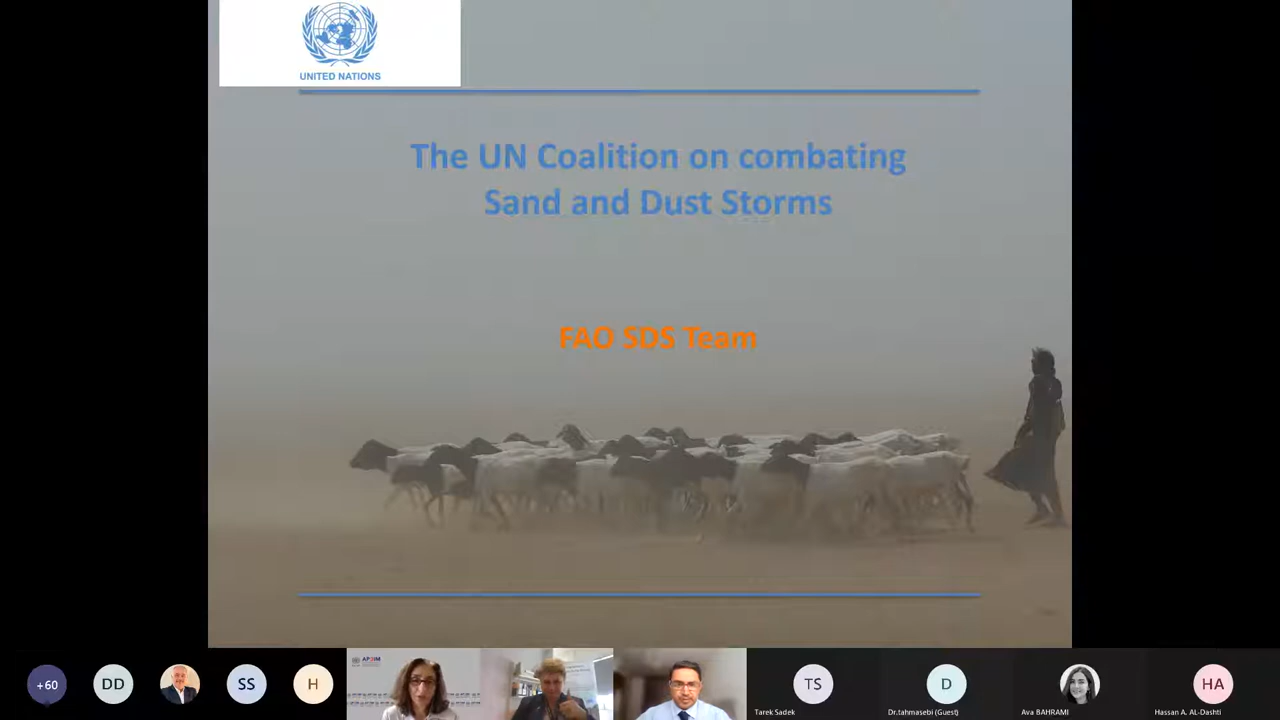 UNITED NATIONS
The UN Coalition on combating
Sand and Dust Storms
FAO SDS Team
+60
DD
SS
H
TS
D
HA
Tarek Sadek
Dr.tahmasebi (Guest)
Ava BAHRAMI
Hassan A. AL-Dashti